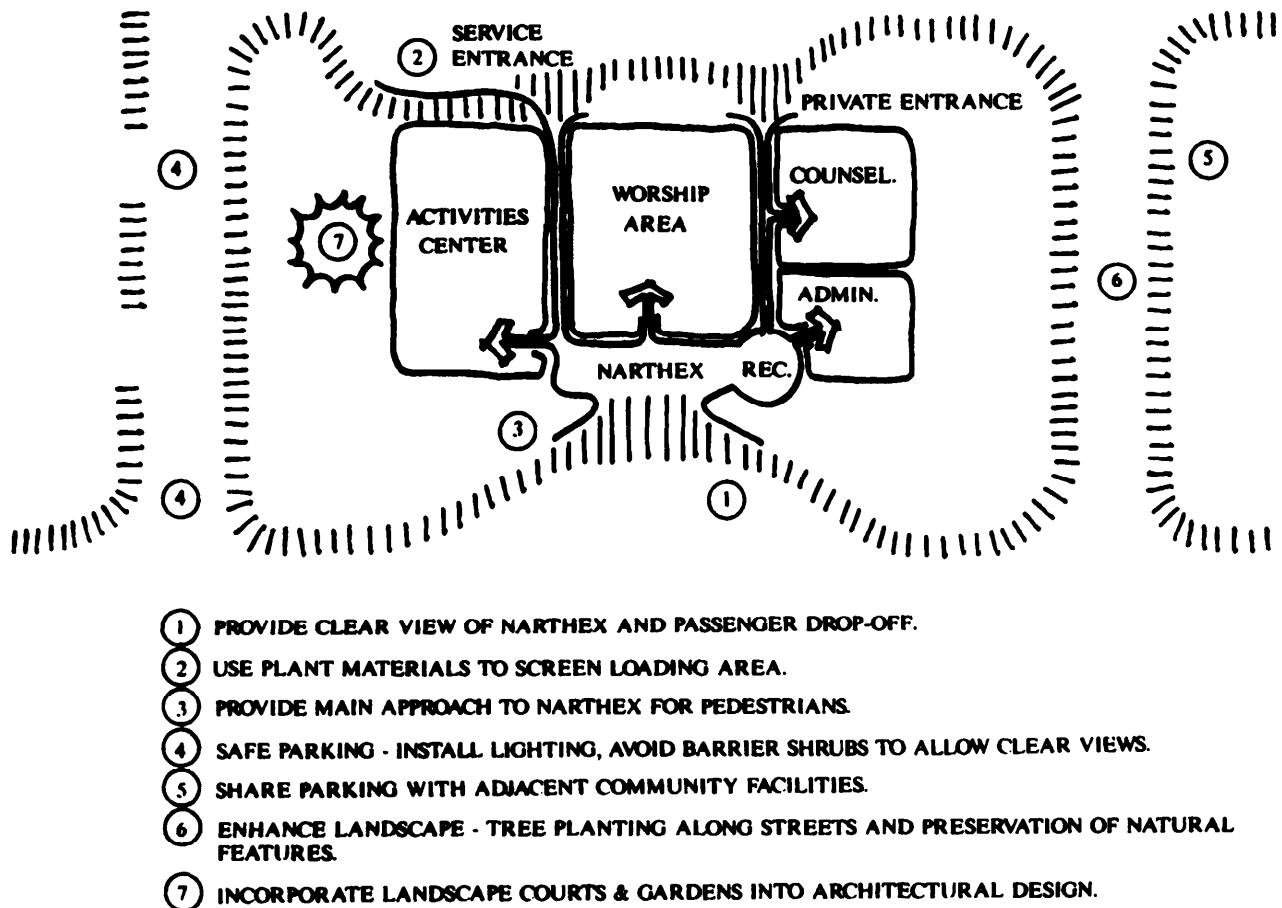 SERVICE
2 ENTRANCE
PRIVATE ENTRANCE
4
5
COUNSEL.
WORSHIP
AREA
ACTIVITIES
CENTER
7
6
ADMIN.
NARTHEX
REC.
3
4
1
1 PROVIDE CLEAR VIEW OF NARTHEX AND PASSENGER DROP-OFF.
2 USE PLANT MATERIALS TO SCREEN LOADING AREA.
3 PROVIDE MAIN APPROACH TO NARTHEX FOR PEDESTRIANS.
4 SAFE PARKING - INSTALL LIGHTING, AVOID BARRIER SHRUBS TO ALLOW CLEAR VIEWS.
5 SHARE PARKING WITH ADJACENT COMMUNITY FACILITIES.
6 ENHANCE LANDSCAPE - TREE PLANTING ALONG STREETS AND PRESERVATION OF NATURAL
FEATURES.
7 INCORPORATE LANDSCAPE COURTS & GARDENS INTO ARCHITECTURAL DESIGN.